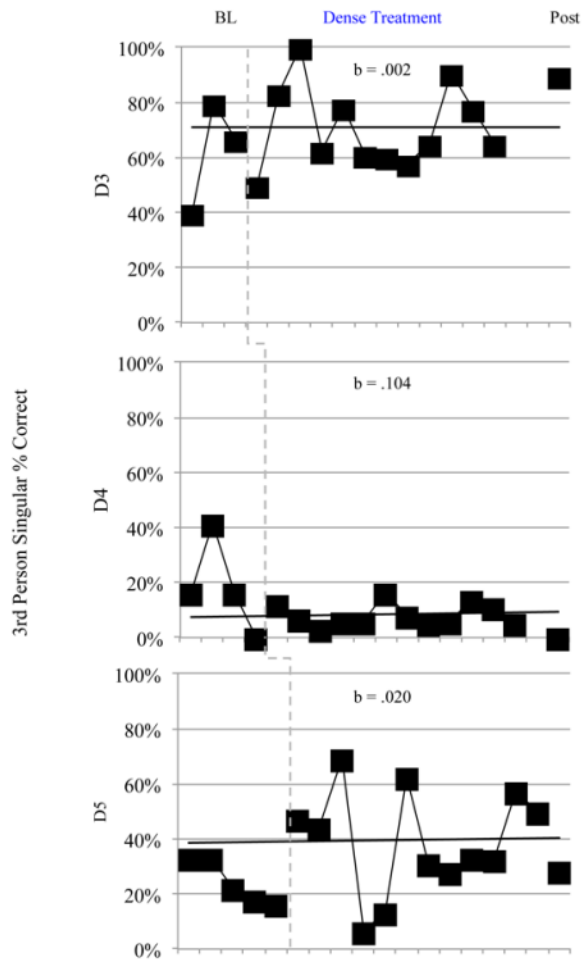 BL Dense Treatment Post
100%
b = .002
80%
60%
D3
40%
20%
0%
100%
b = .104
80%
60%
D4
40%
20%
0%
3rd Person Singular % Correct
100%
b = .020
80%
60%
D5
40%
20%
0%